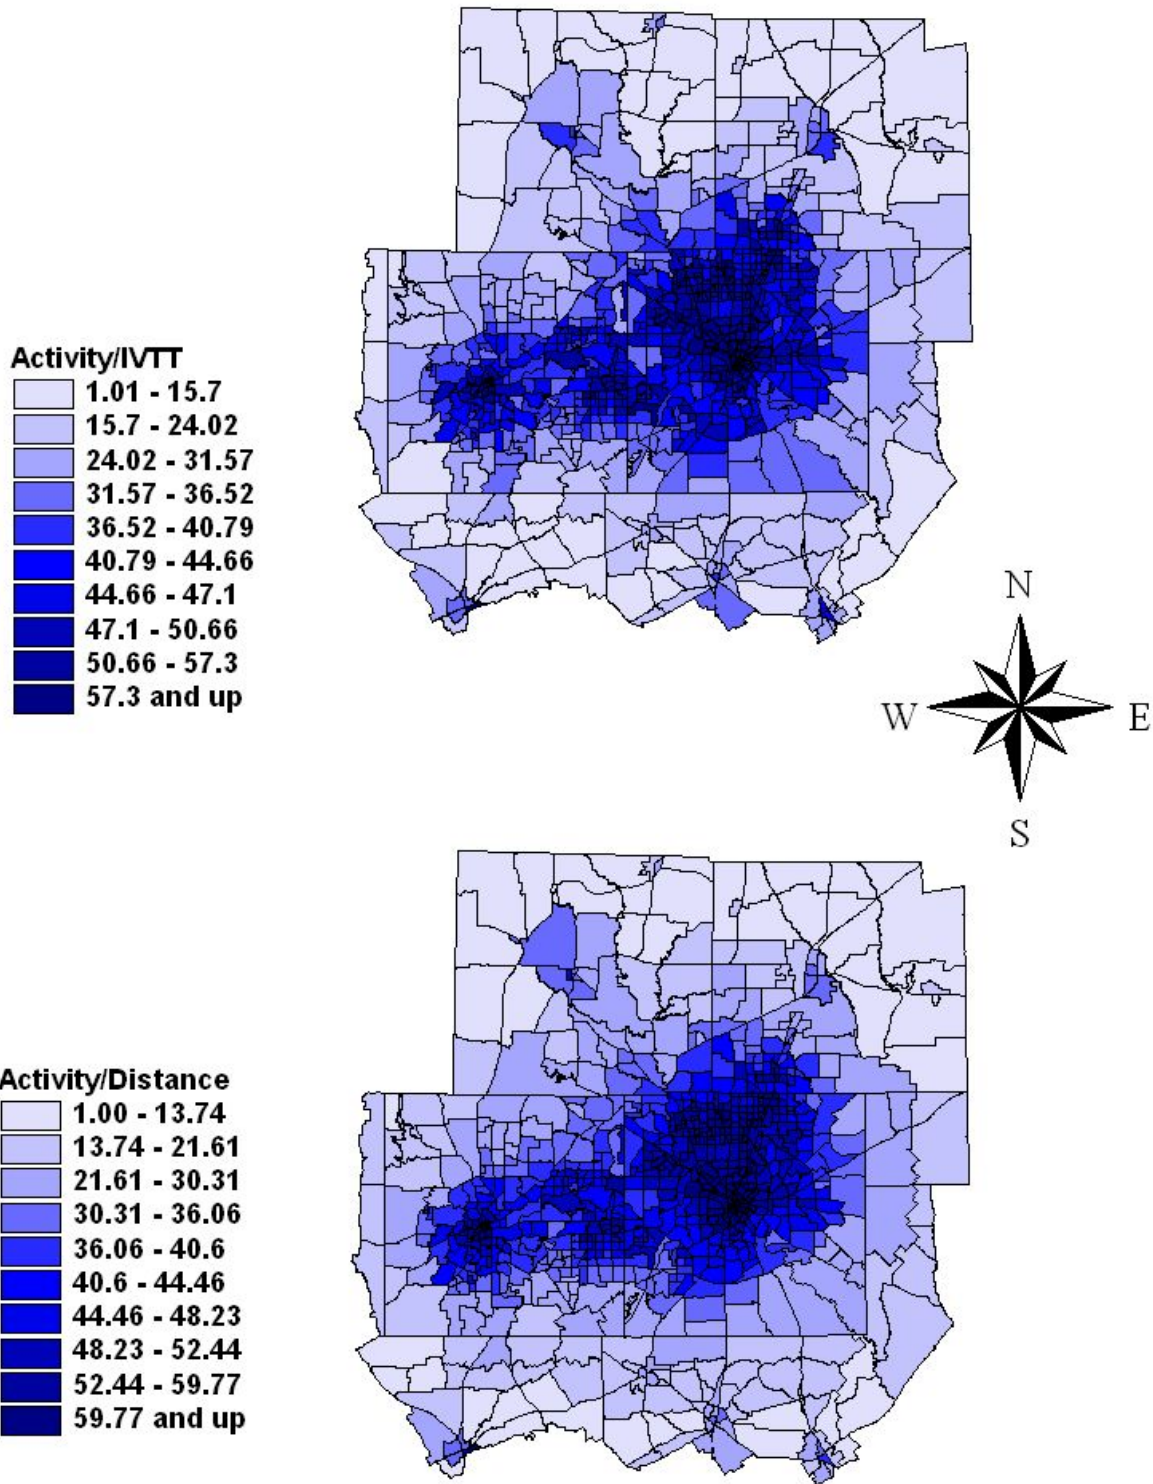 Activity/IVTT
1.01 - 15.7
15.7 - 24.02
24.02 - 31.57
31.57 - 36.52
36.52 - 40.79
40.79 - 44.66
44.66 - 47.1
47.1 - 50.66
50.66 - 57.3
57.3 and up
N
W E
S
Activity/Distance
1.00 - 13.74
13.74 - 21.61
21.61 - 30.31
30.31 - 36.06
36.06 - 40.6
40.6 - 44.46
44.46 - 48.23
48.23 - 52.44
52.44 - 59.77
59.77 and up